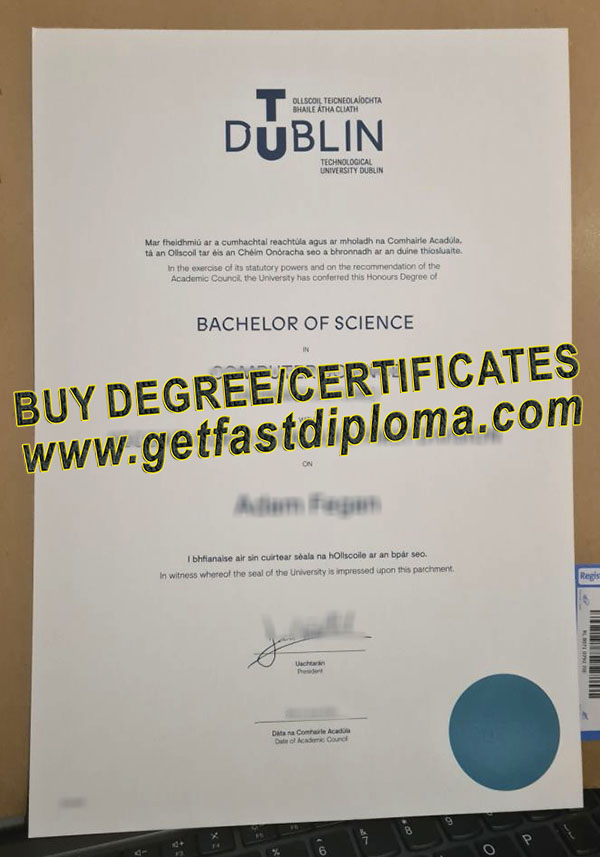 OLLSCOIL TEICNEOLAÍOCHTA
BHAILE ÁTHA CLIATH
TU DUBLIN
TECHNOLOGICAL
UNIVERSITY DUBLIN
Mar fheidhmiú ar a cumhachtaí reachtúla agus ar mholadh na Comhairle Acadúla,
tá an Ollscoil tar éis an Chéim Onórach seo a bhronnadh ar an duine thíosluaite.
In the exercise of its statutory powers and on the recommendation of the
Academic Council, the University has conferred this Honours Degree of
BACHELOR OF SCIENCE
IN
BUY DEGREE/CERTIFICATES
www.getfastdiploma.com
ON
I bhfianaise air sin cuirtear séala na hOllscoile ar an bpár seo.
In witness whereof the seal of the University is impressed upon this parchment.
Uachtarán
President
Dáta na Comhairle Acadúla
Date of Academic Council
Regis